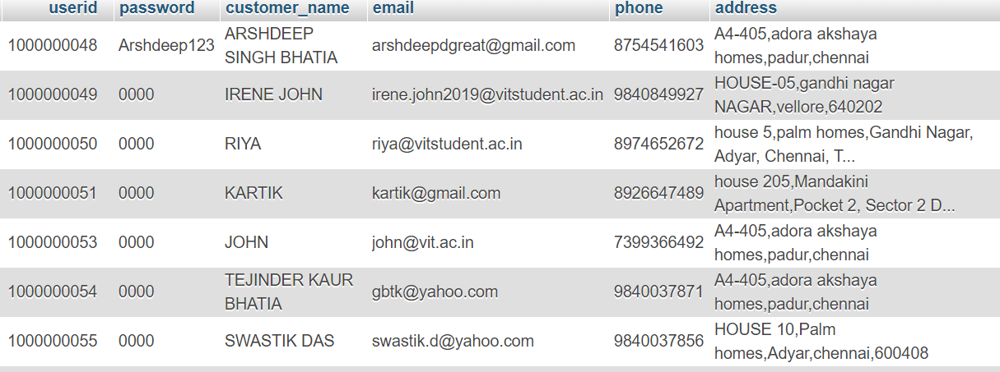 userid password customer_name email phone address
1000000048 Arshdeep123 ARSHDEEP SINGH BHATIA arshdeepdgreat@gmail.com 8754541603 A4-405,adora akshaya homes,padur,chennai
1000000049 0000 IRENE JOHN irene.john2019@vitstudent.ac.in 9840849927 HOUSE-05,gandhi nagar NAGAR,vellore,640202
1000000050 0000 RIYA riya@vitstudent.ac.in 8974652672 house 5,palm homes,Gandhi Nagar, Adyar, Chennai, T...
1000000051 0000 KARTIK kartik@gmail.com 8926647489 house 205,Mandakini Apartment,Pocket 2, Sector 2 D...
1000000053 0000 JOHN john@vit.ac.in 7399366492 A4-405,adora akshaya homes,padur,chennai
1000000054 0000 TEJINDER KAUR BHATIA gbtk@yahoo.com 9840037871 A4-405,adora akshaya homes,padur,chennai
1000000055 0000 SWASTIK DAS swastik.d@yahoo.com 9840037856 HOUSE 10,Palm homes,Adyar,chennai,600408